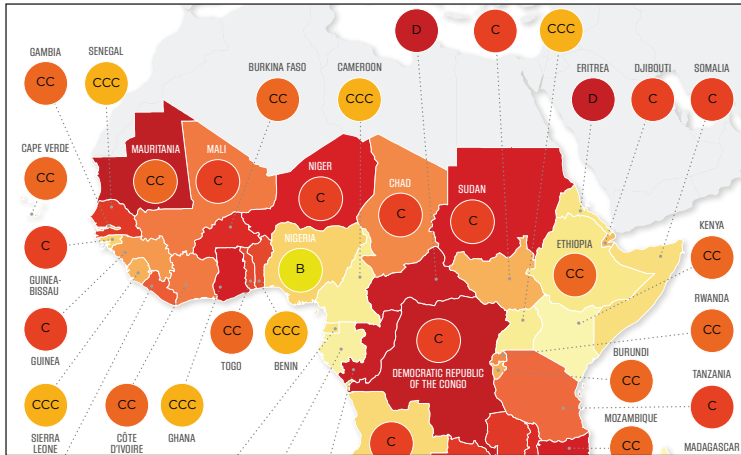 D
C
CCC
GAMBIA
CC
SENEGAL
CCC
BURKINA FASO
CC
CAMEROON
CCC
ERITREA
D
DJIBOUTI
C
SOMALIA
C
CAPE VERDE
CC
MAURITANIA
CC
MALI
C
NIGER
C
CHAD
C
SUDAN
C
NIGERIA
B
ETHIOPIA
CC
KENYA
CC
C
GUINEA-
BISSAU
C
GUINEA
RWANDA
CC
CC
TOGO
CCC
BENIN
C
DEMOCRATIC REPUBLIC
OF THE CONGO
BURUNDI
CC
TANZANIA
C
CCC
SIERRA
LEONE
CC
CÔTE
D'IVOIRE
CCC
GHANA
C
MOZAMBIQUE
CC
MADAGASCAR